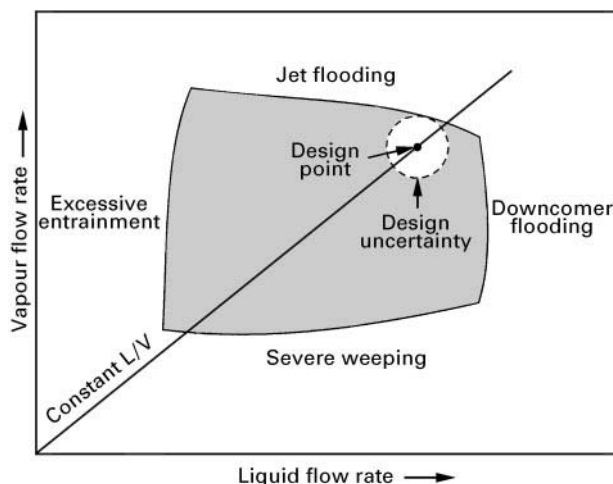 Jet flooding
Design
point
Excessive
entrainment
Design
uncertainty
Downcomer
flooding
Vapour flow rate
Constant L/V
Severe weeping
Liquid flow rate